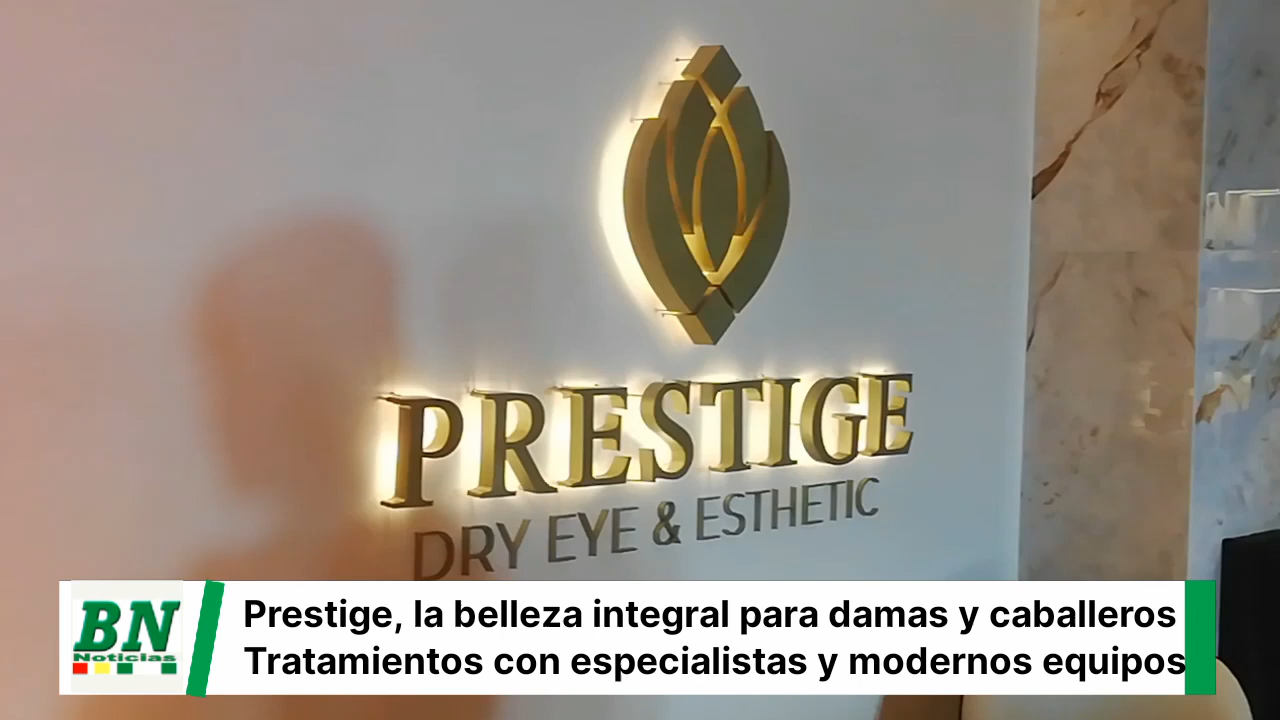 PRESTIGE
DRY EYE & ESTHETIC
BN
Noticias
Prestige, la belleza integral para damas y caballeros
Tratamientos con especialistas y modernos equipos